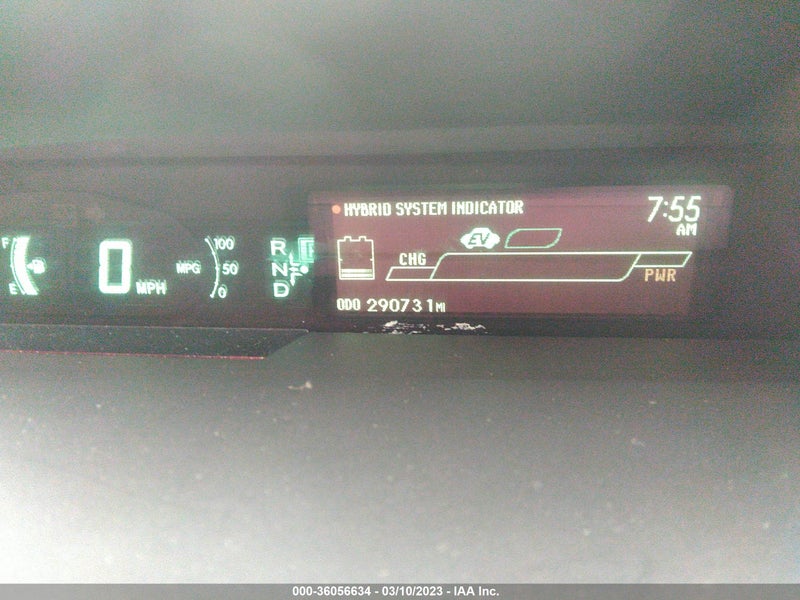 HYBRID SYSTEM INDICATOR
7:55
AM
F
E
0
MPH
MPG
100
50
0
R
N
D
EV
CHG
PWR
ODO 290731 MI
000-36056634 - 03/10/2023 - IAA Inc.